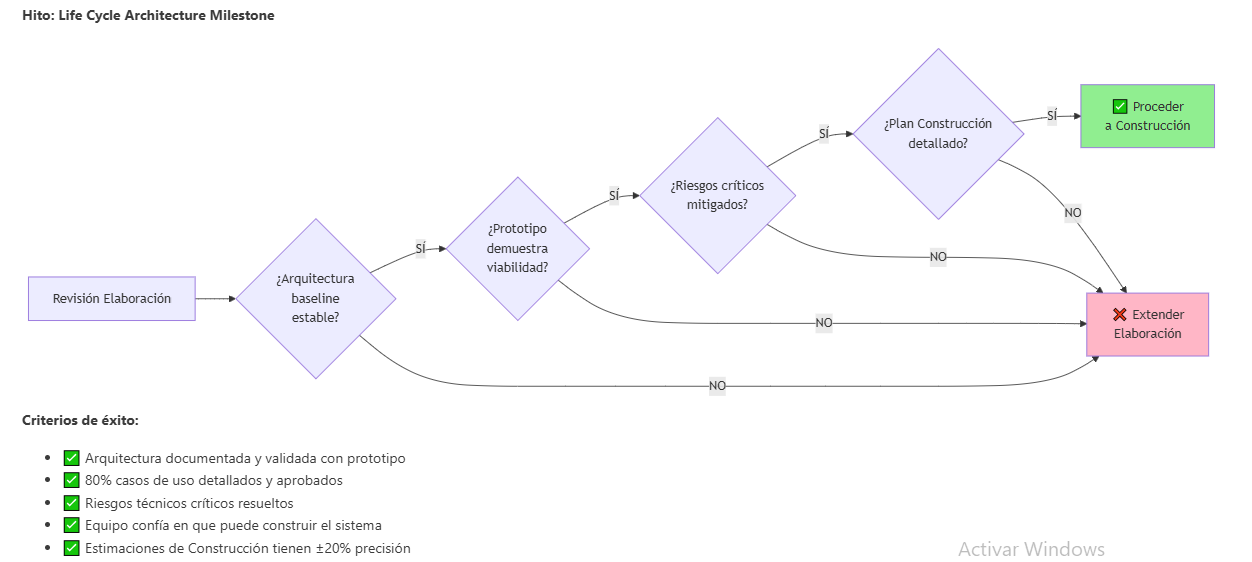 Hito: Life Cycle Architecture Milestone
Revisión Elaboración
¿Arquitectura
baseline
estable?
SÍ
¿Prototipo
demuestra
viabilidad?
SÍ
¿Riesgos críticos
mitigados?
SÍ
¿Plan Construcción
detallado?
SÍ
✅ Proceder
a Construcción
NO
NO
NO
NO
❌ Extender
Elaboración
Criterios de éxito:
• ✅ Arquitectura documentada y validada con prototipo
• ✅ 80% casos de uso detallados y aprobados
• ✅ Riesgos técnicos críticos resueltos
• ✅ Equipo confía en que puede construir el sistema
• ✅ Estimaciones de Construcción tienen ±20% precisión
Activar Windows